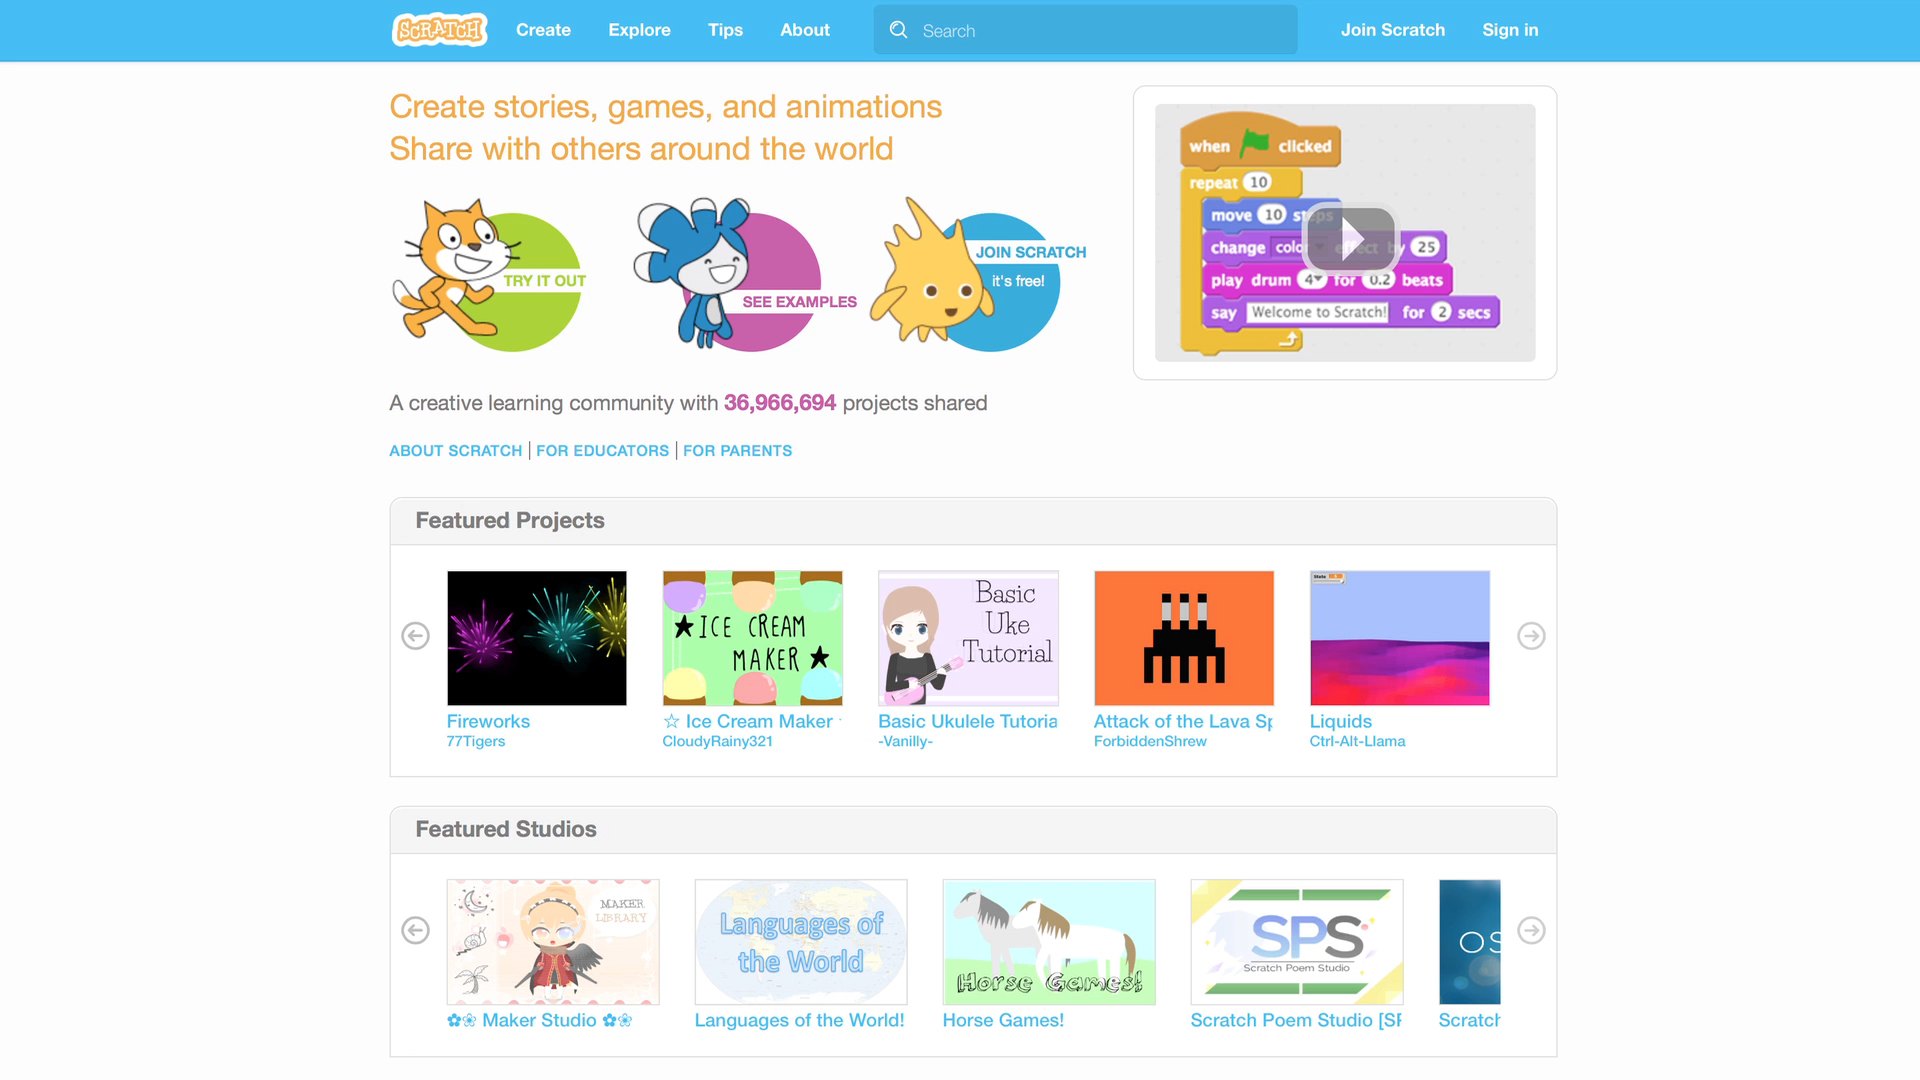 SCRATCH
Create
Explore
Tips
About
Search
Join Scratch
Sign in
Create stories, games, and animations
Share with others around the world
TRY IT OUT
SEE EXAMPLES
JOIN SCRATCH
it's free!
when clicked
repeat 10
move 10 steps
change color effect by 25
play drum 4 for 0.2 beats
say Welcome to Scratch! for 2 secs
A creative learning community with 36,966,694 projects shared
ABOUT SCRATCH | FOR EDUCATORS | FOR PARENTS
Featured Projects
★ICE CREAM
MAKER ★
Basic
Uke
Tutorial
Fireworks
77Tigers
☆ Ice Cream Maker
CloudyRainy321
Basic Ukulele Tutoria
-Vanilly-
Attack of the Lava Sp
ForbiddenShrew
Liquids
Ctrl-Alt-Llama
Featured Studios
MAKER
LIBRARY
Languages of
the World
Horse Games!
SPS
Scratch Poem Studio
OS
✿❀ Maker Studio ✿❀
Languages of the World!
Horse Games!
Scratch Poem Studio [SP
Scratch